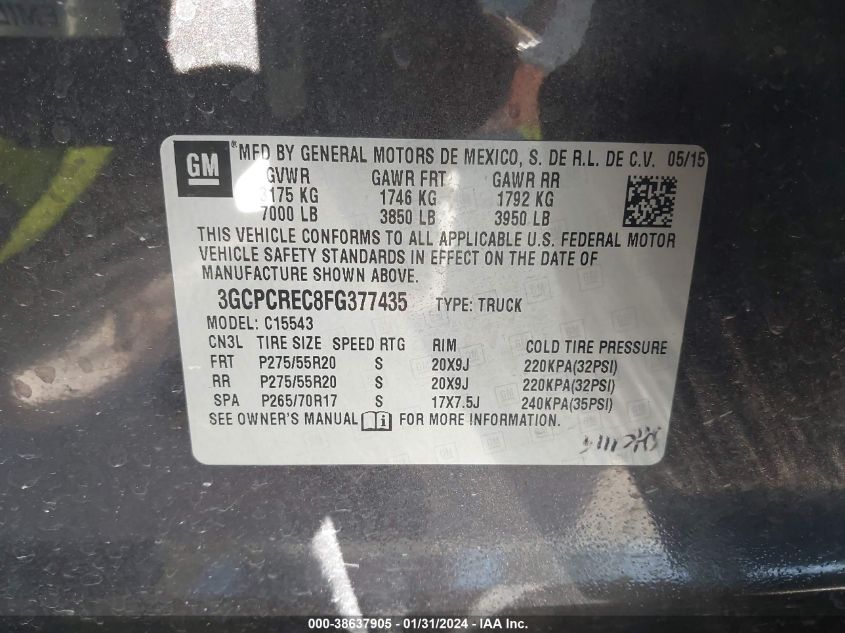 GM ® MFD BY GENERAL MOTORS DE MEXICO, S. DE R.L. DE C.V. 05/15
GVWR GAWR FRT GAWR RR
3175 KG 1746 KG 1792 KG
7000 LB 3850 LB 3950 LB
THIS VEHICLE CONFORMS TO ALL APPLICABLE U.S. FEDERAL MOTOR
VEHICLE SAFETY STANDARDS IN EFFECT ON THE DATE OF
MANUFACTURE SHOWN ABOVE.
3GCPCREC8FG377435 TYPE: TRUCK
MODEL: C15543
CN3L TIRE SIZE SPEED RTG RIM COLD TIRE PRESSURE
FRT P275/55R20 S 20X9J 220KPA(32PSI)
RR P275/55R20 S 20X9J 220KPA(32PSI)
SPA P265/70R17 S 17X7.5J 240KPA(35PSI)
SEE OWNER'S MANUAL i FOR MORE INFORMATION.
000-38637905 - 01/31/2024 - IAA Inc.